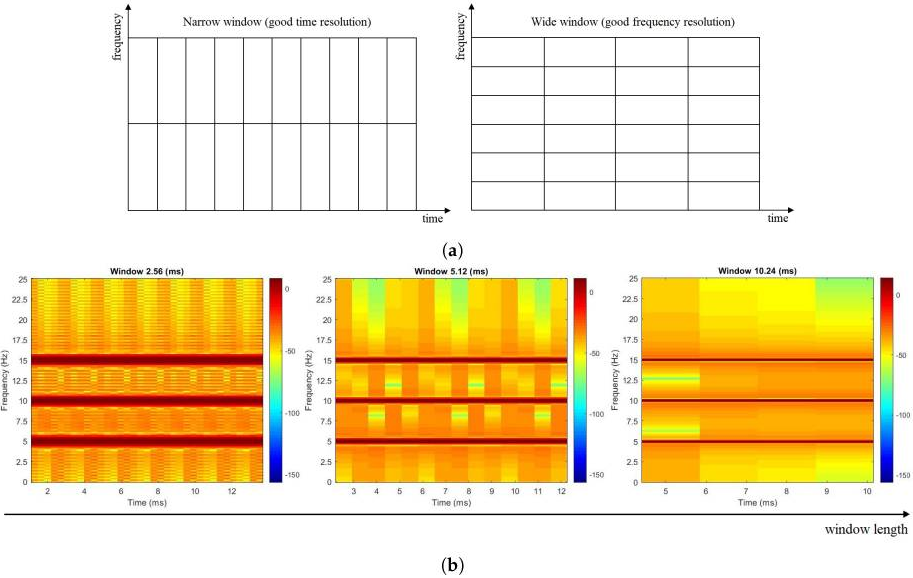 Narrow window (good time resolution)
Wide window (good frequency resolution)
frequency
frequency
time
time
(a)
Window 2.56 (ms)
Window 5.12 (ms)
Window 10.24 (ms)
25
22.5
20
17.5
15
12.5
10
7.5
5
2.5
0
Frequency (Hz)
2 4 6 8 10 12
Time (ms)
0
-50
-100
-150
25
22.5
20
17.5
15
12.5
10
7.5
5
2.5
0
Frequency (Hz)
3 4 5 6 7 8 9 10 11 12
Time (ms)
0
-50
-100
-150
25
22.5
20
17.5
15
12.5
10
7.5
5
2.5
0
Frequency (Hz)
5 6 7 8 9 10
Time (ms)
0
-50
-100
-150
window length
(b)